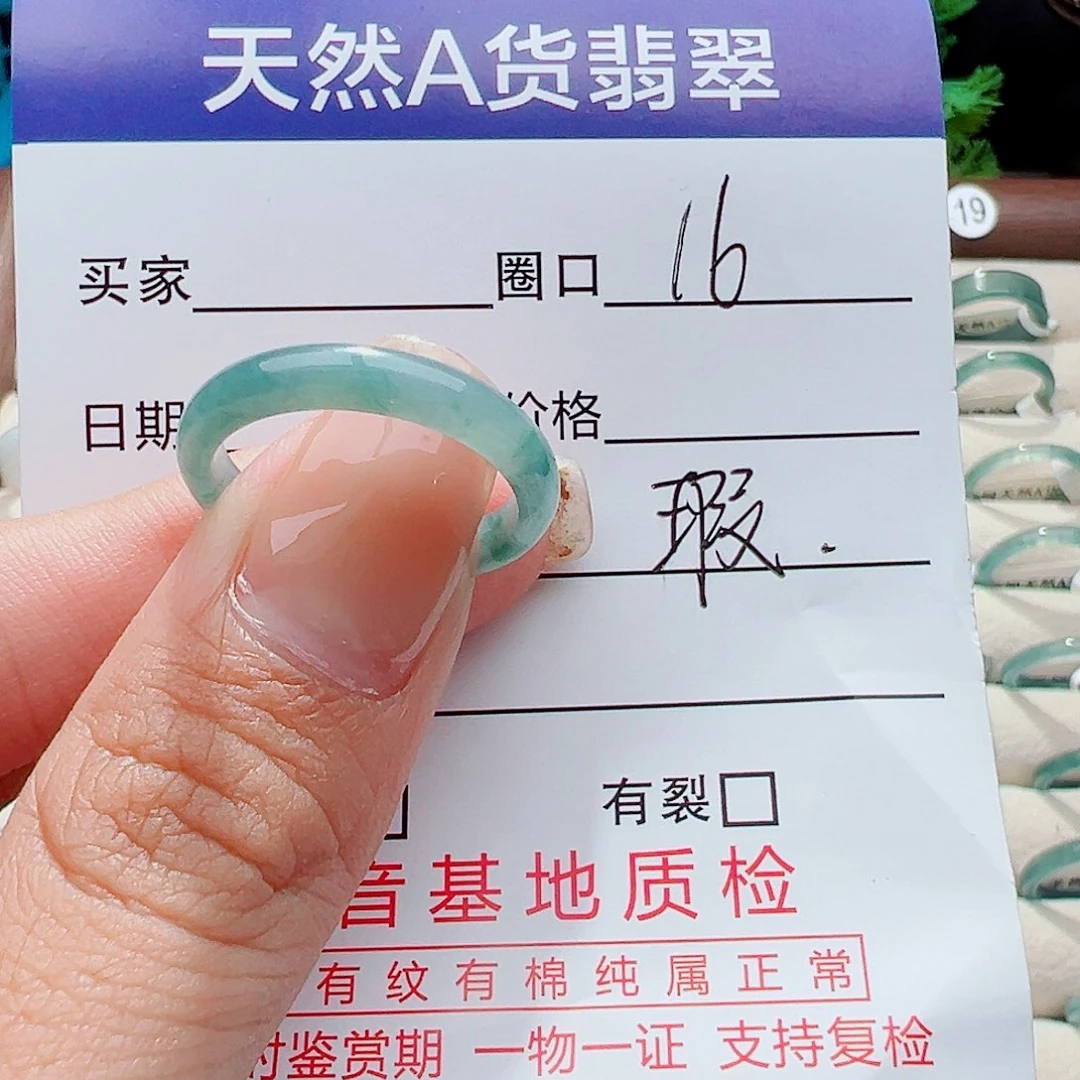 天然A货翡翠
买家 圈口 16
日期 价格
瑕.
有裂
音基地质检
有纹有棉纯属正常
时鉴赏期 一物一证 支持复检
19